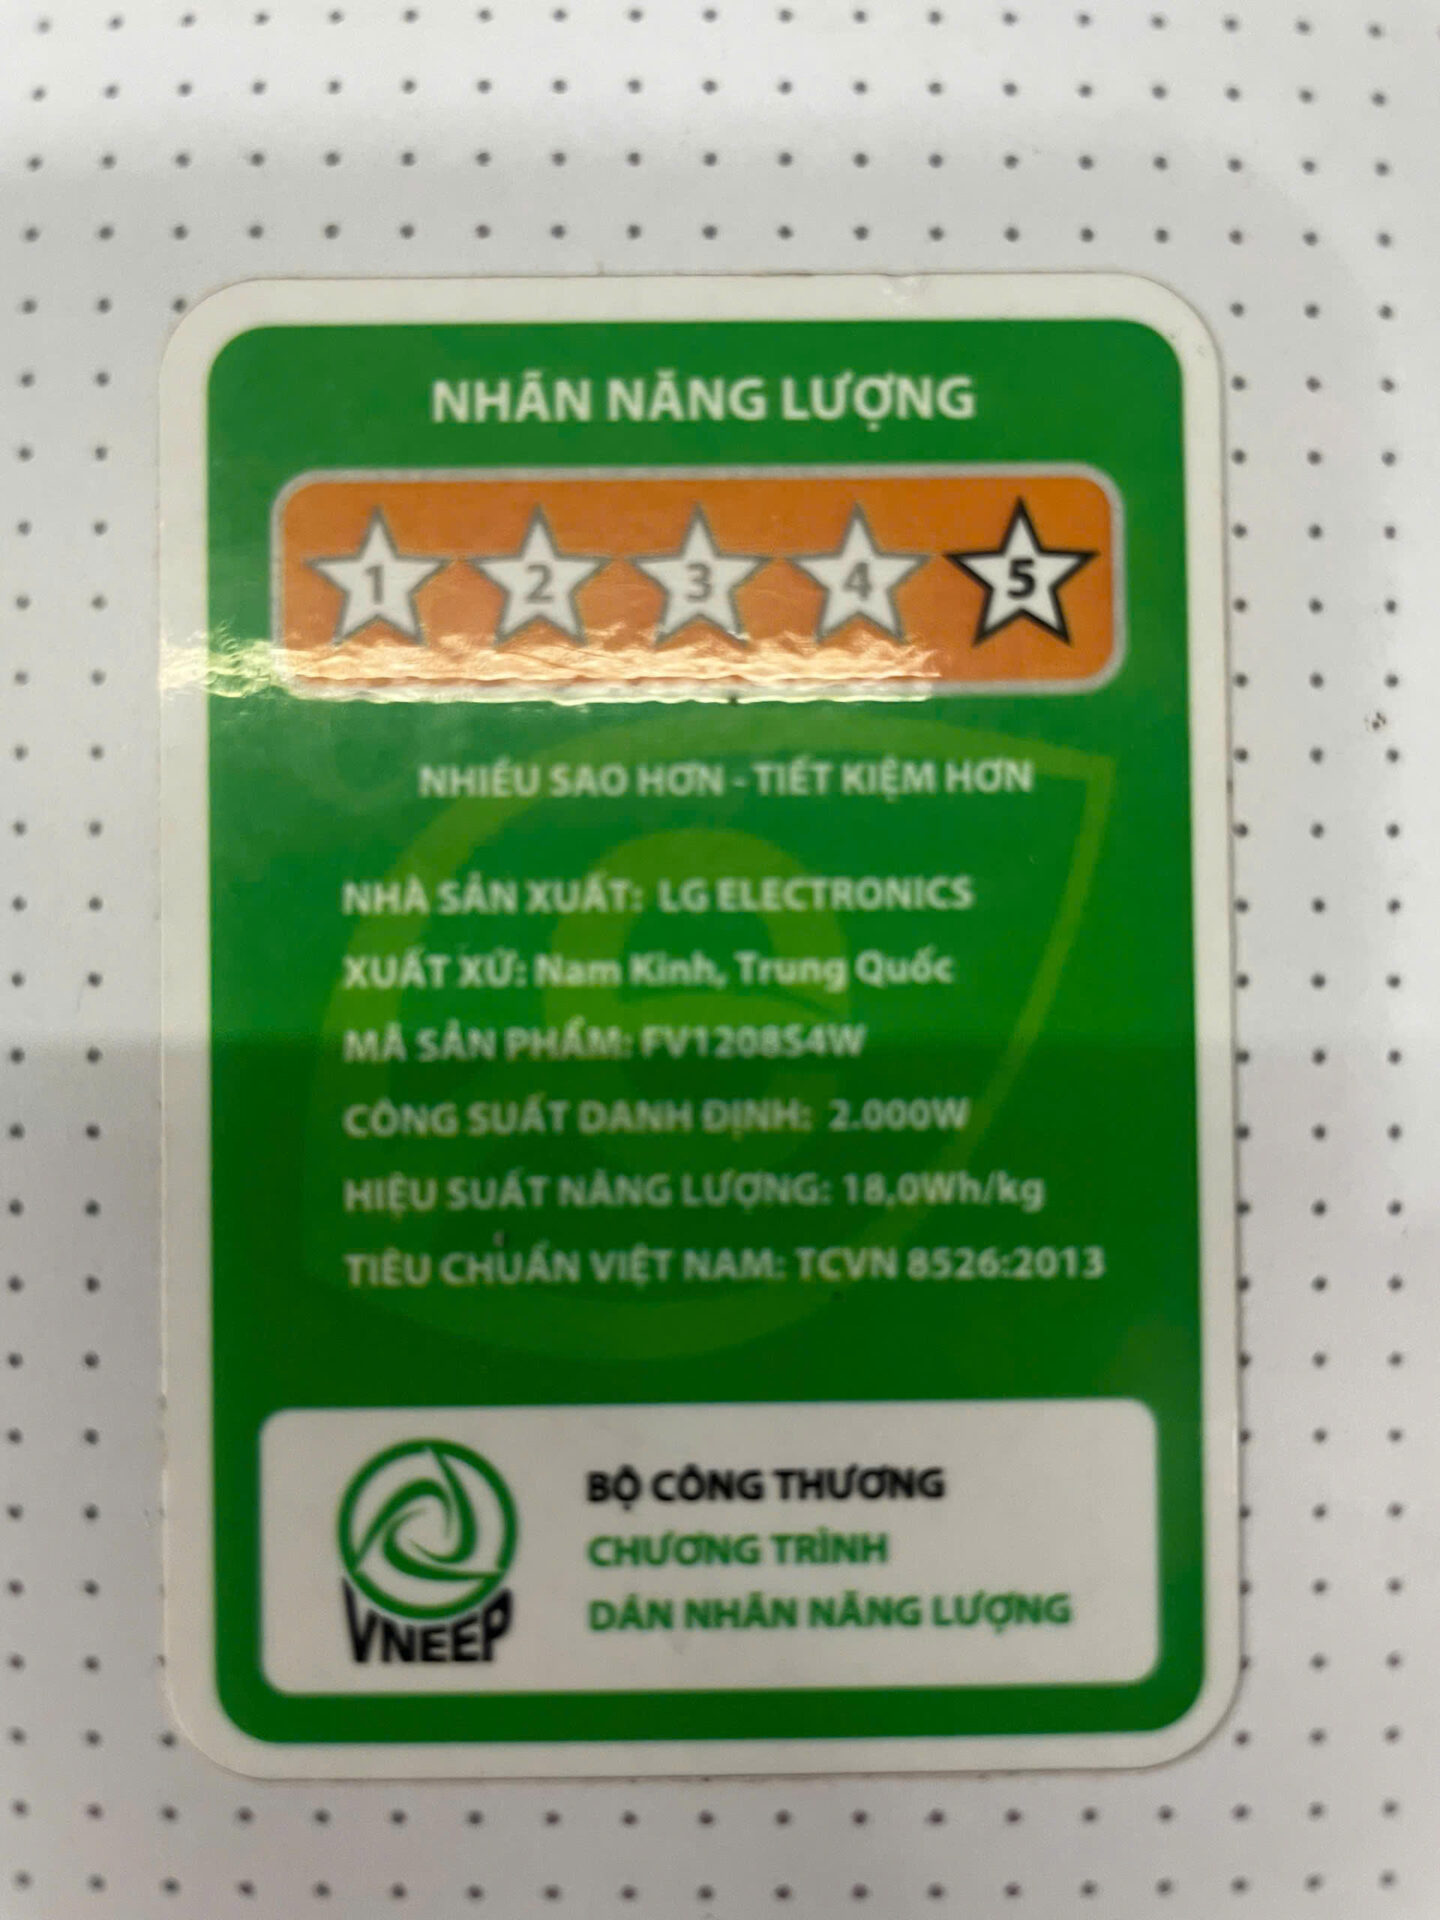 NHÃN NĂNG LƯỢNG
1 2 3 4 5
NHIỀU SAO HƠN - TIẾT KIỆM HƠN
NHÀ SẢN XUẤT: LG ELECTRONICS
XUẤT XỨ: Nam Kinh, Trung Quốc
MÃ SẢN PHẨM: FV1208S4W
CÔNG SUẤT DANH ĐỊNH: 2.000W
HIỆU SUẤT NĂNG LƯỢNG: 18,0Wh/kg
TIÊU CHUẨN VIỆT NAM: TCVN 8526:2013
VNEEP
BỘ CÔNG THƯƠNG
CHƯƠNG TRÌNH
DÁN NHÃN NĂNG LƯỢNG